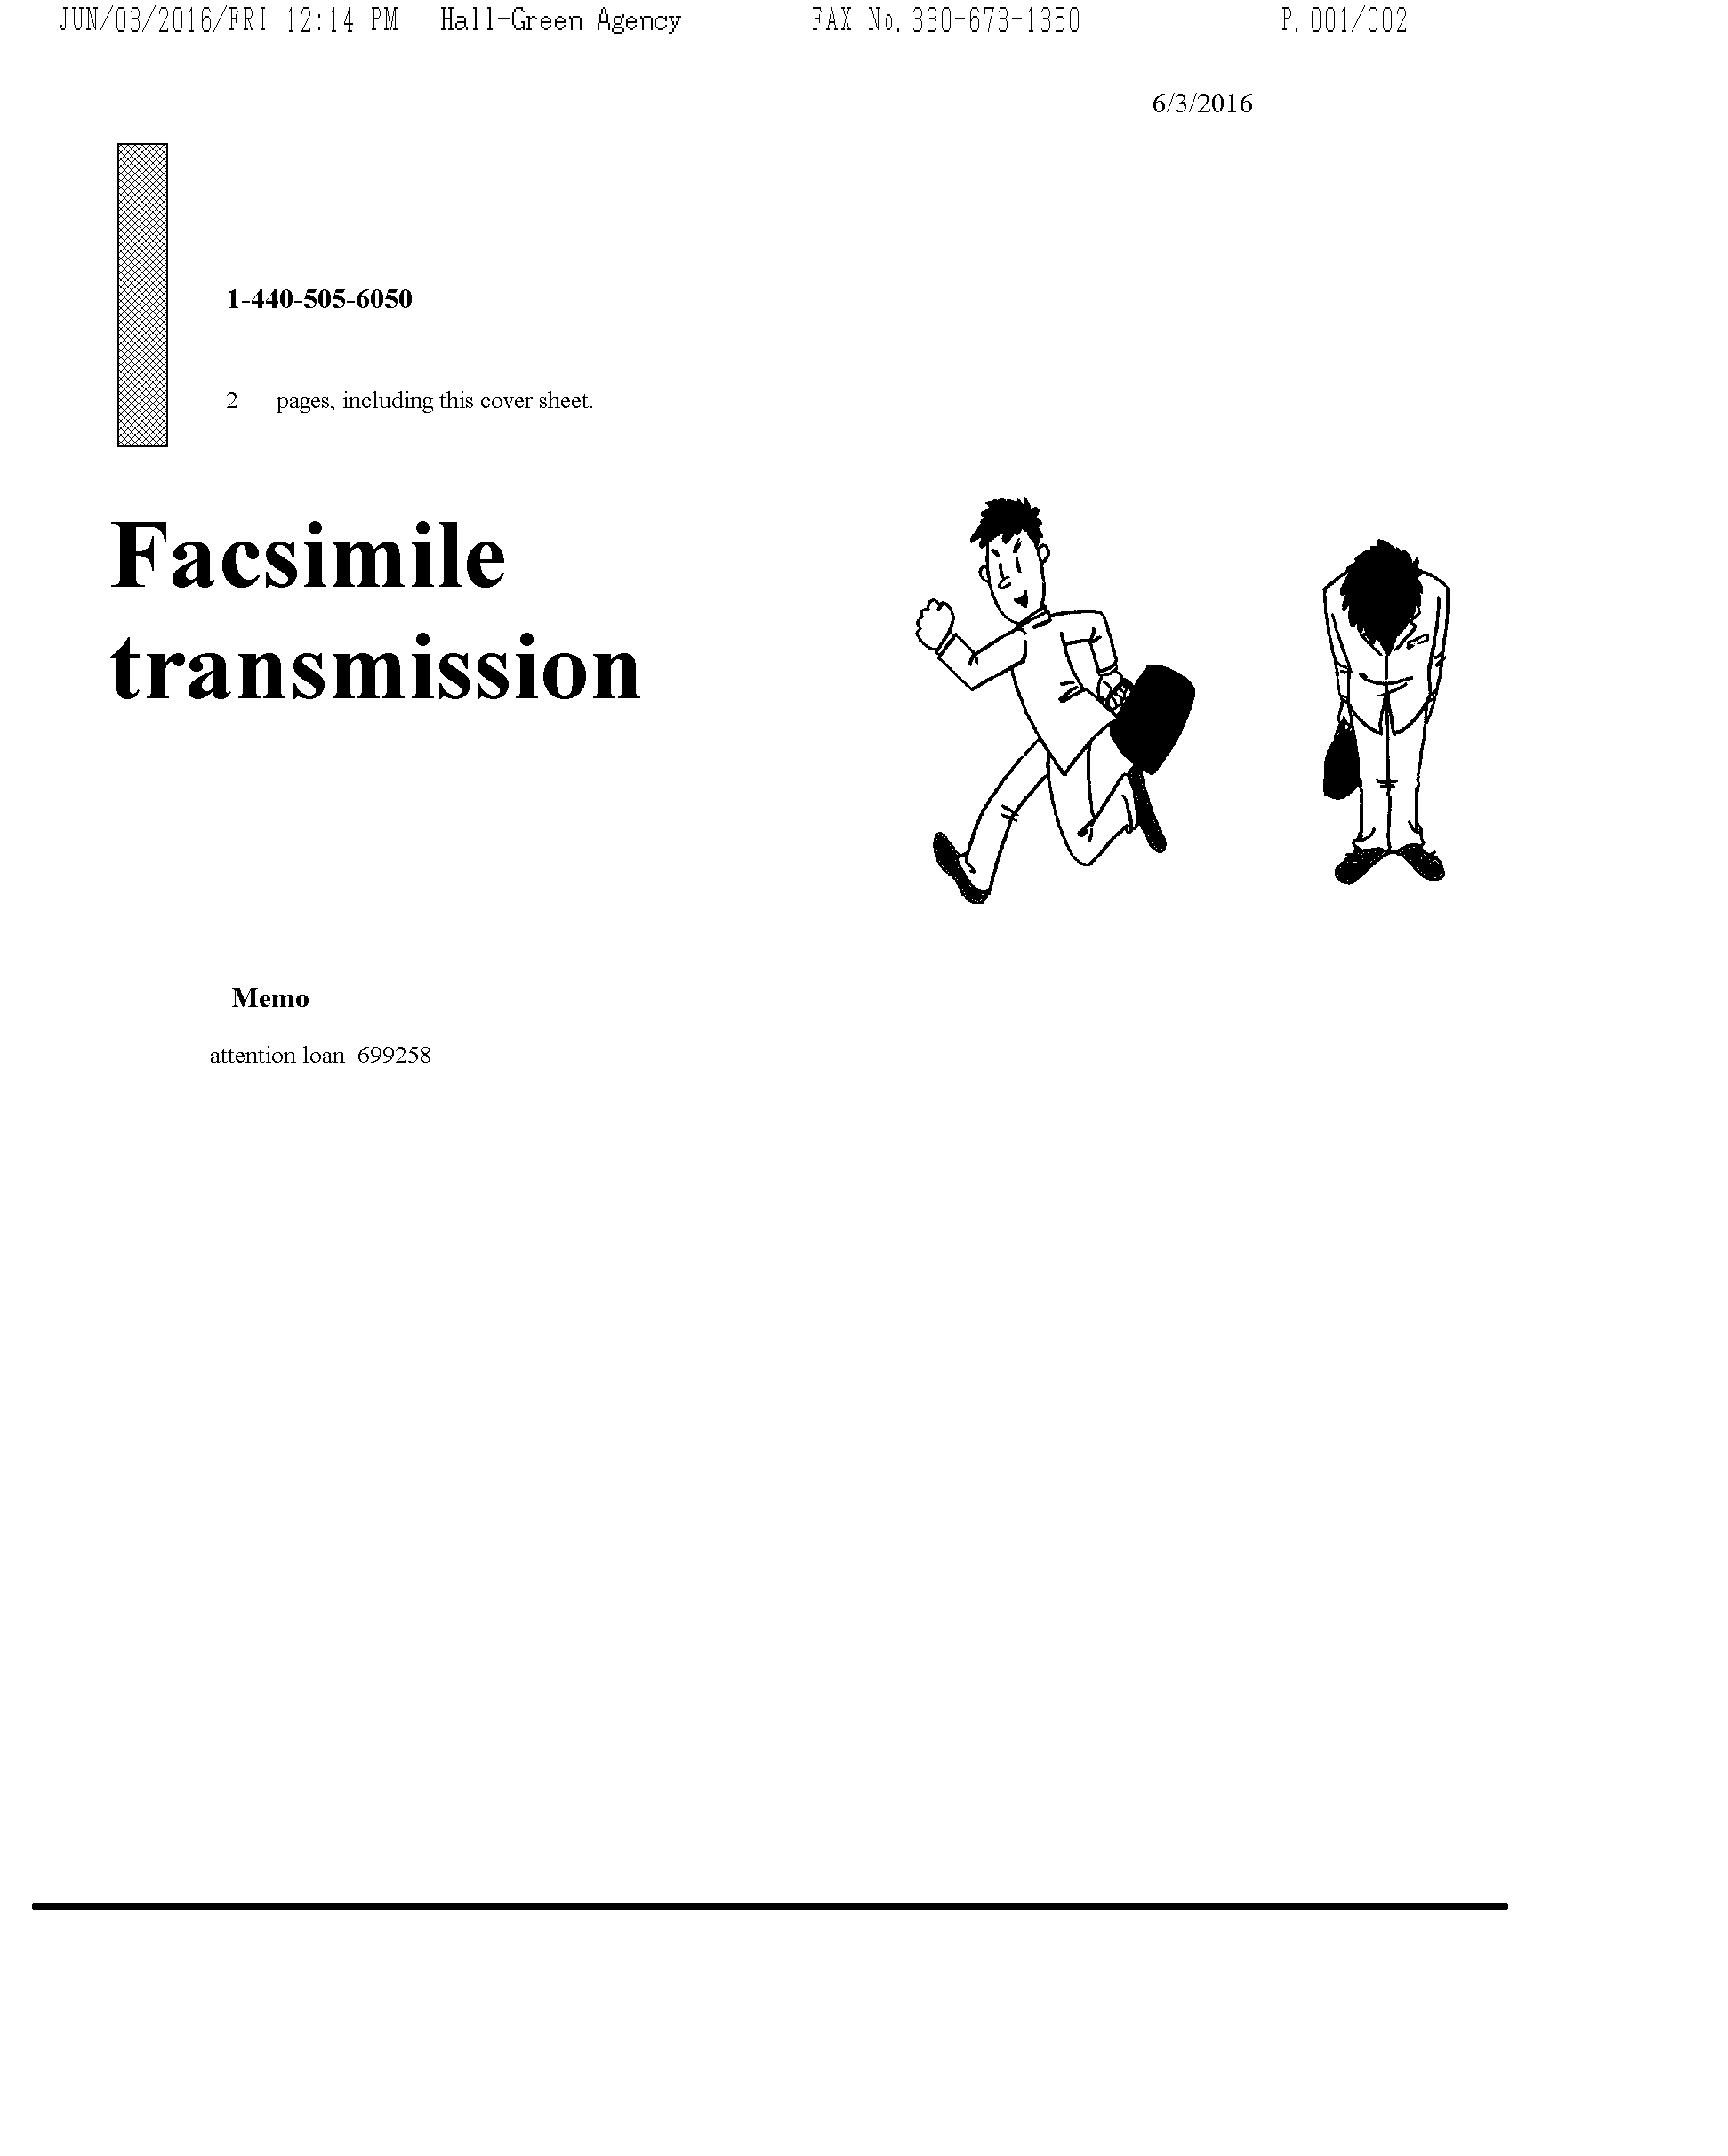 JUN/03/2016/FRI 12:14 PM Hall-Green Agency FAX No. 330-673-1350 P. 001/002
6/3/2016
1-440-505-6050
2 pages, including this cover sheet.
Facsimile
transmission
Memo
attention loan 699258